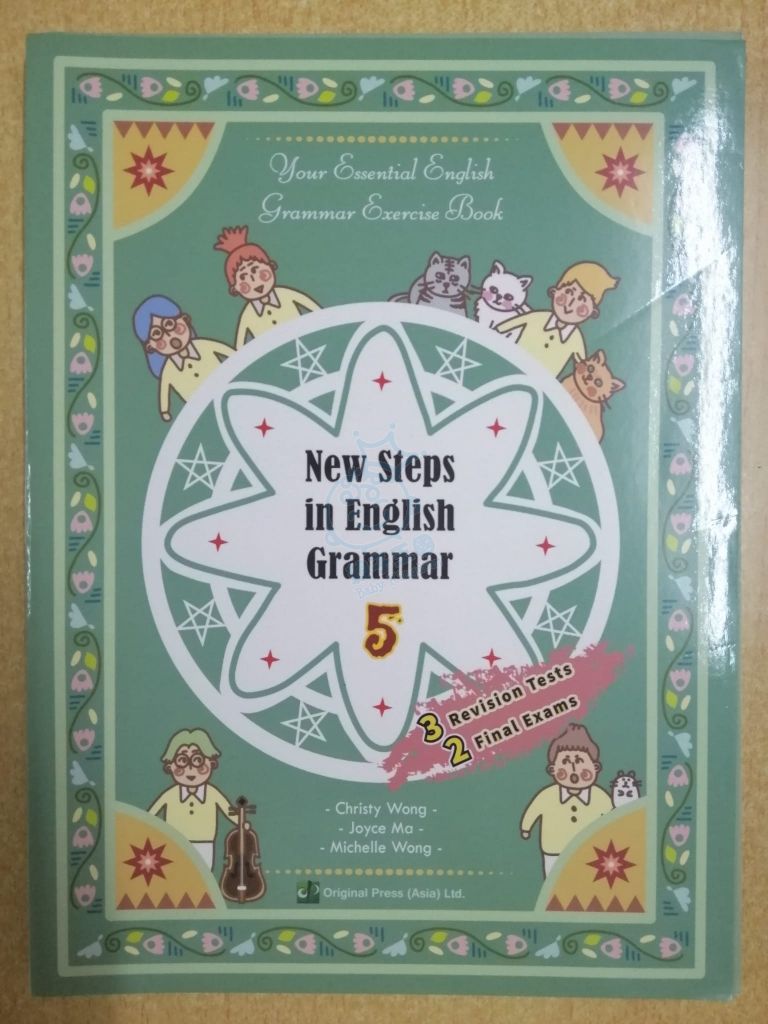 Your Essential English
Grammar Exercise Book
New Steps
in English
Grammar
5
3 Revision Tests
2 Final Exams
- Christy Wong -
- Joyce Ma -
- Michelle Wong -
Original Press (Asia) Ltd.